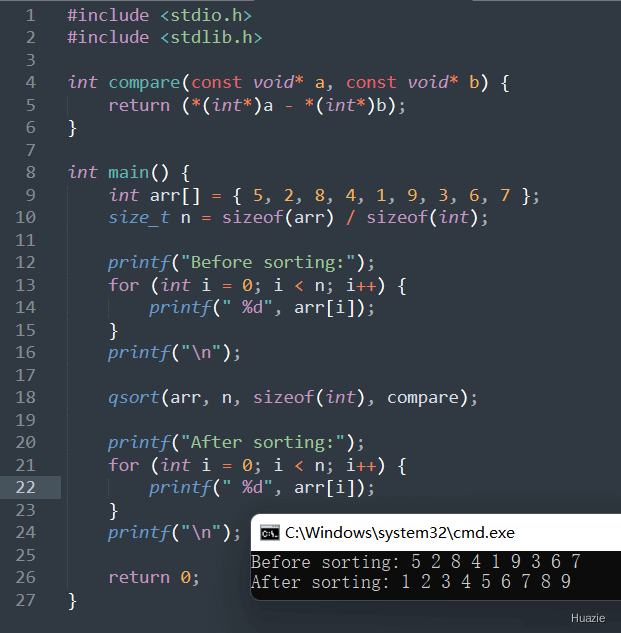 1 #include <stdio.h>
2 #include <stdlib.h>
3
4 int compare(const void* a, const void* b) {
5     return (*(int*)a - *(int*)b);
6 }
7
8 int main() {
9     int arr[] = { 5, 2, 8, 4, 1, 9, 3, 6, 7 };
10     size_t n = sizeof(arr) / sizeof(int);
11
12     printf("Before sorting:");
13     for (int i = 0; i < n; i++) {
14         printf(" %d", arr[i]);
15     }
16     printf("\n");
17
18     qsort(arr, n, sizeof(int), compare);
19
20     printf("After sorting:");
21     for (int i = 0; i < n; i++) {
22         printf(" %d", arr[i]);
23     }
24     printf("\n");
25
26     return 0;
27 }
C:\Windows\system32\cmd.exe
Before sorting: 5 2 8 4 1 9 3 6 7
After sorting: 1 2 3 4 5 6 7 8 9
Huazie